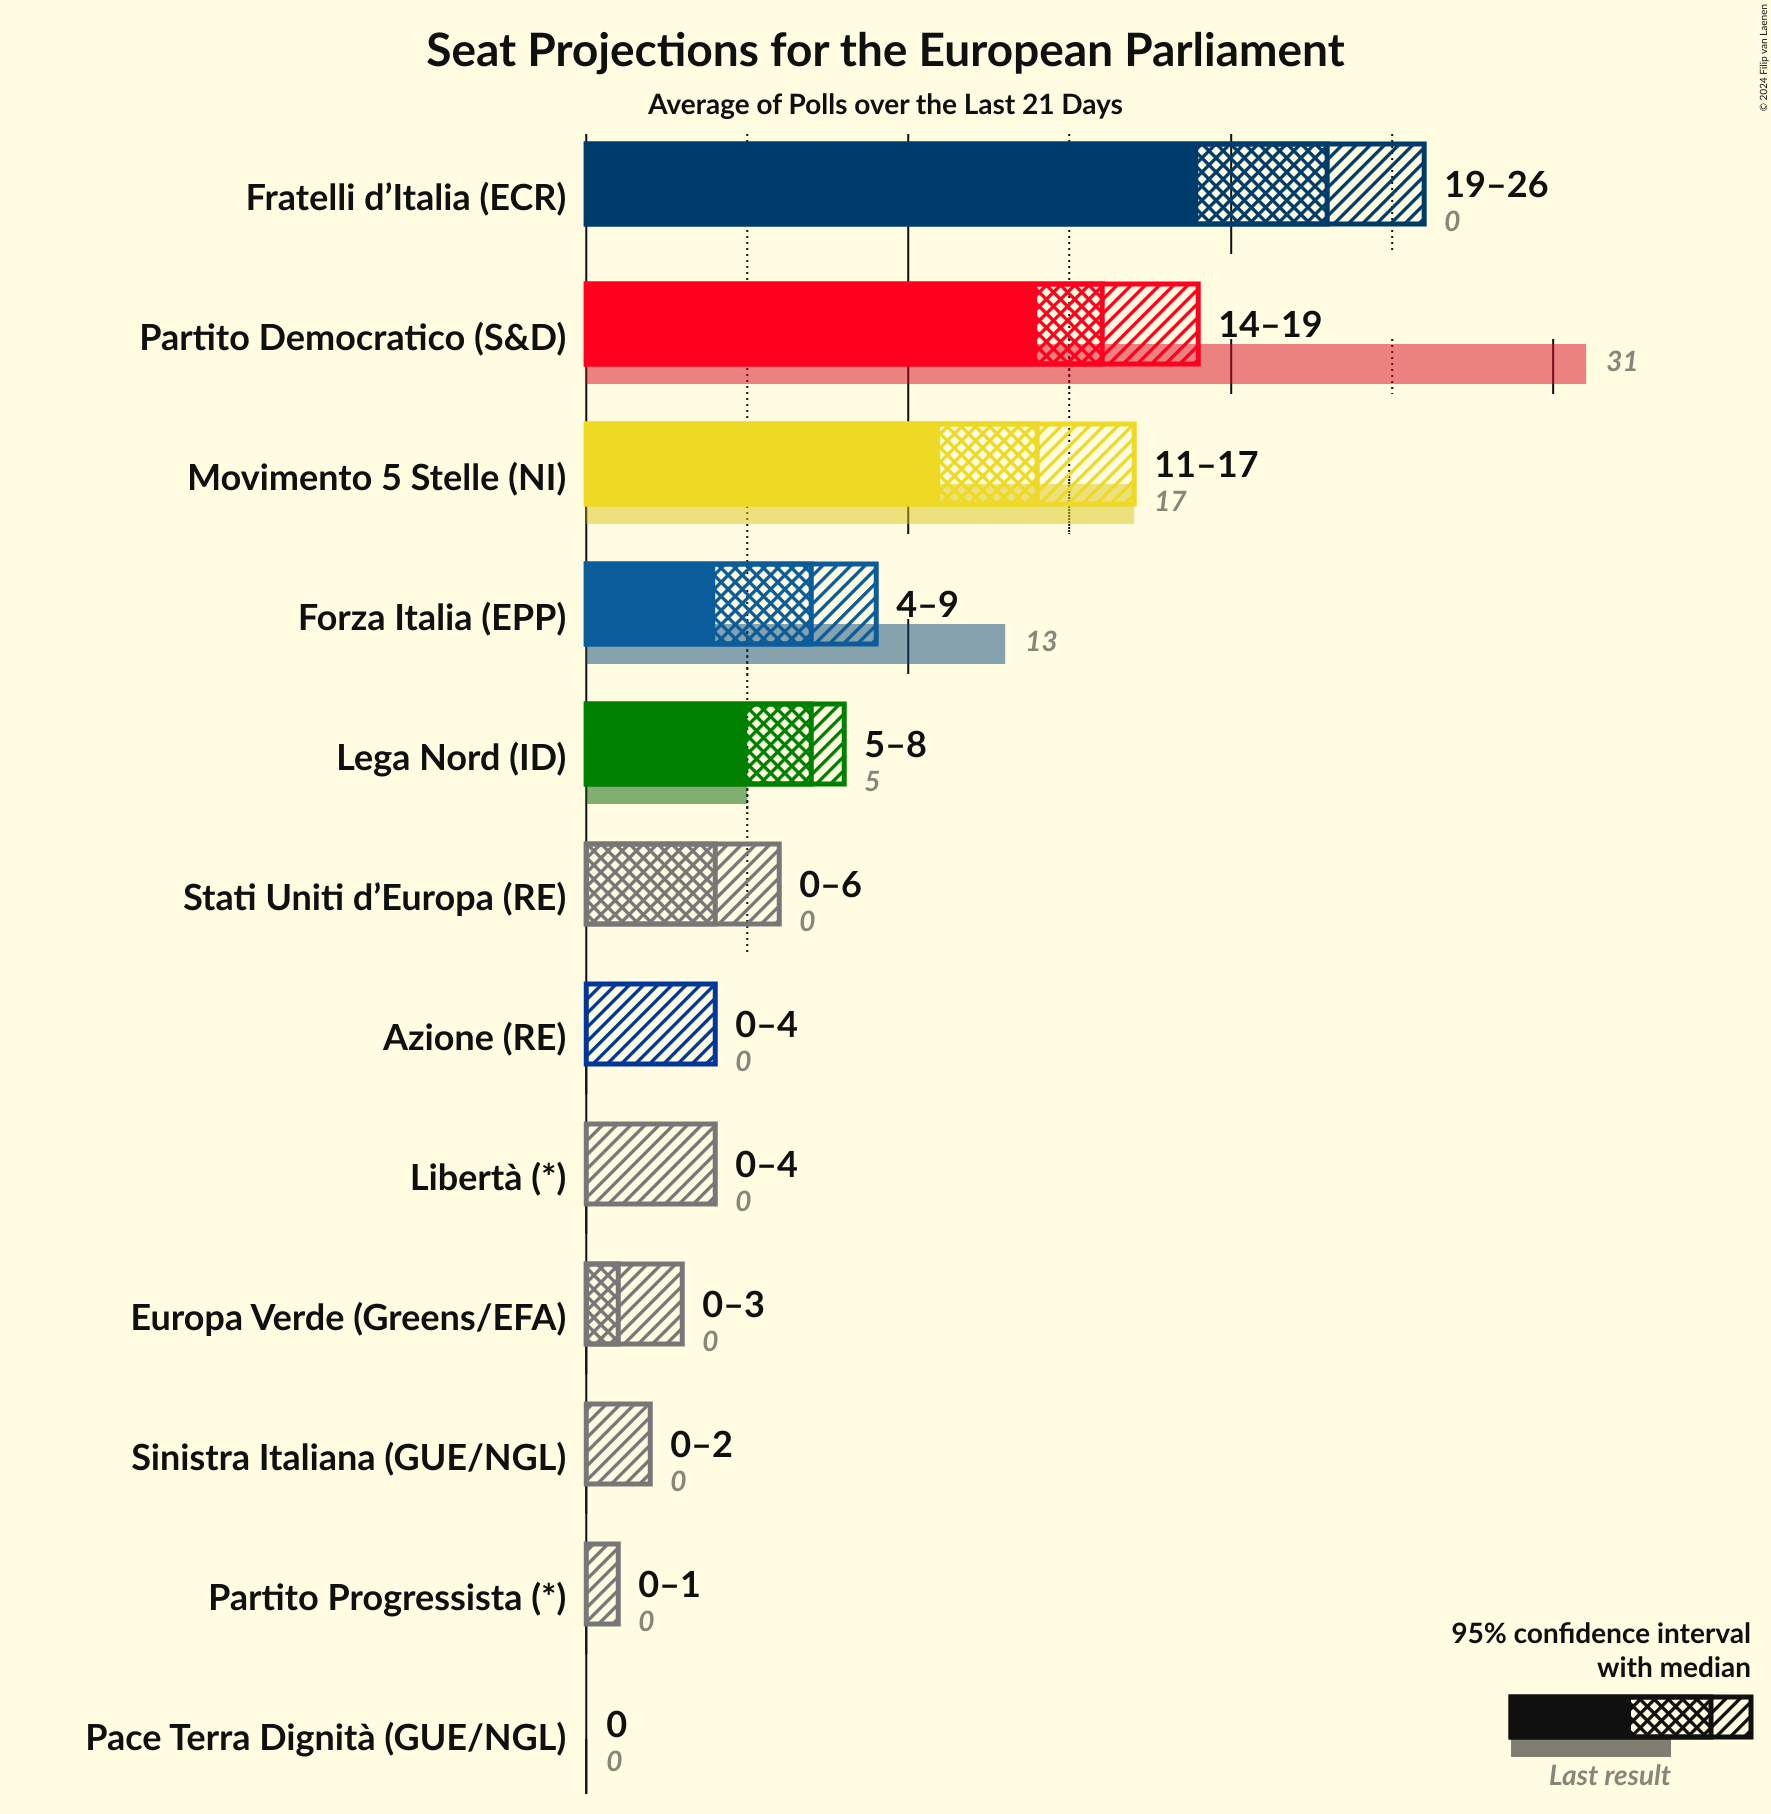 Seat Projections for the European Parliament
Average of Polls over the Last 21 Days
© 2024 Filip van Laenen
Fratelli d’Italia (ECR)
19–26
0
Partito Democratico (S&D)
14–19
31
Movimento 5 Stelle (NI)
11–17
17
Forza Italia (EPP)
4–9
13
Lega Nord (ID)
5–8
5
Stati Uniti d’Europa (RE)
0–6
0
Azione (RE)
0–4
0
Libertà (*)
0–4
0
Europa Verde (Greens/EFA)
0–3
0
Sinistra Italiana (GUE/NGL)
0–2
0
Partito Progressista (*)
0–1
0
Pace Terra Dignità (GUE/NGL)
0
0
95% confidence interval
with median
Last result